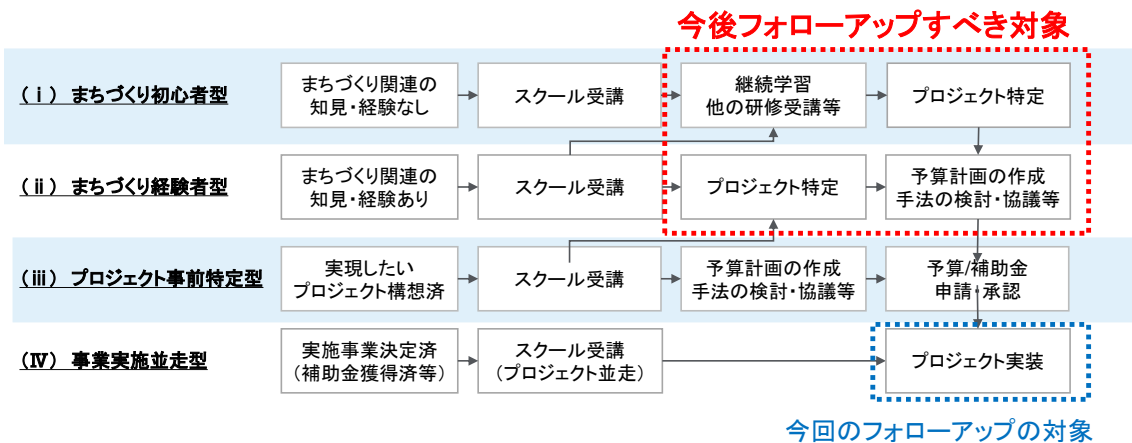 今後フォローアップすべき対象
(ⅰ) まちづくり初心者型
まちづくり関連の
知見・経験なし
スクール受講
継続学習
他の研修受講等
プロジェクト特定
(ⅱ) まちづくり経験者型
まちづくり関連の
知見・経験あり
スクール受講
プロジェクト特定
予算計画の作成
手法の検討・協議等
(ⅲ) プロジェクト事前特定型
実現したい
プロジェクト構想済
スクール受講
予算計画の作成
手法の検討・協議等
予算/補助金
申請・承認
(Ⅳ) 事業実施並走型
実施事業決定済
(補助金獲得済等)
スクール受講
(プロジェクト並走)
プロジェクト実装
今回のフォローアップの対象